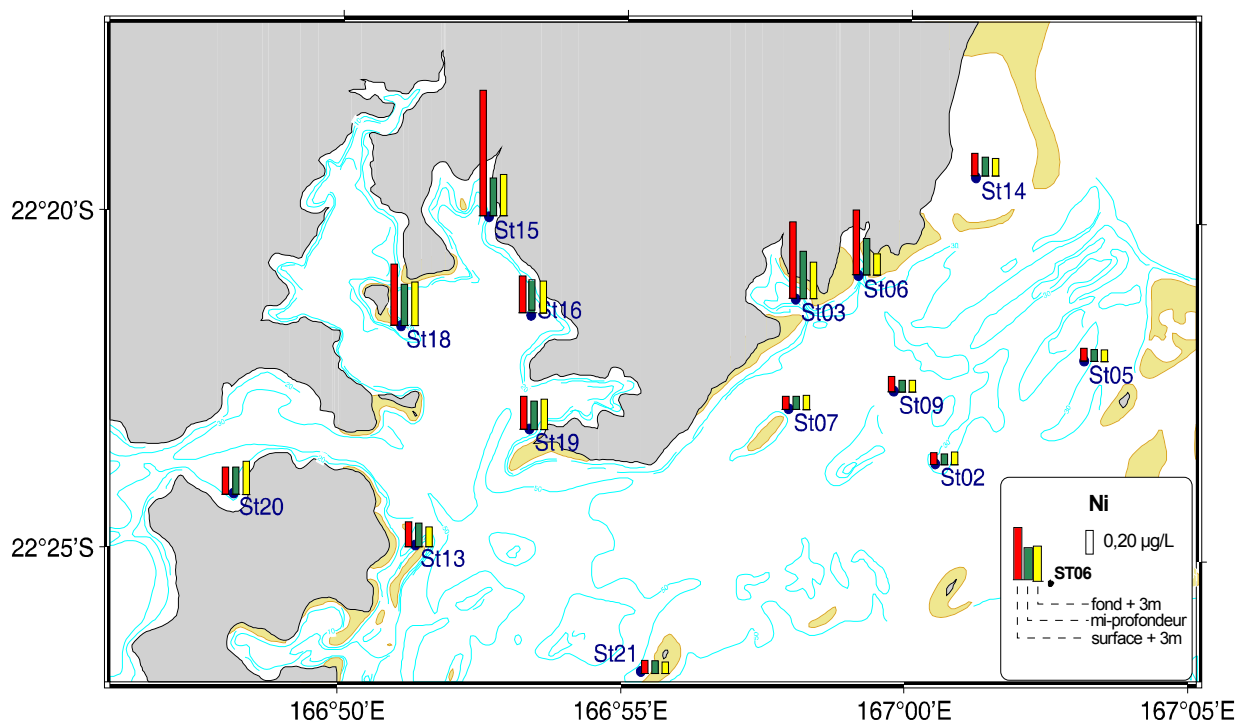 St14
22°20'S
St15
St06
St16
St03
St18
St05
St09
St07
St19
St02
St20
Ni
0,20 µg/L
22°25'S
St13
ST06
fond + 3m
mi-profondeur
surface + 3m
St21
166°50'E
166°55'E
167°00'E
167°05'E